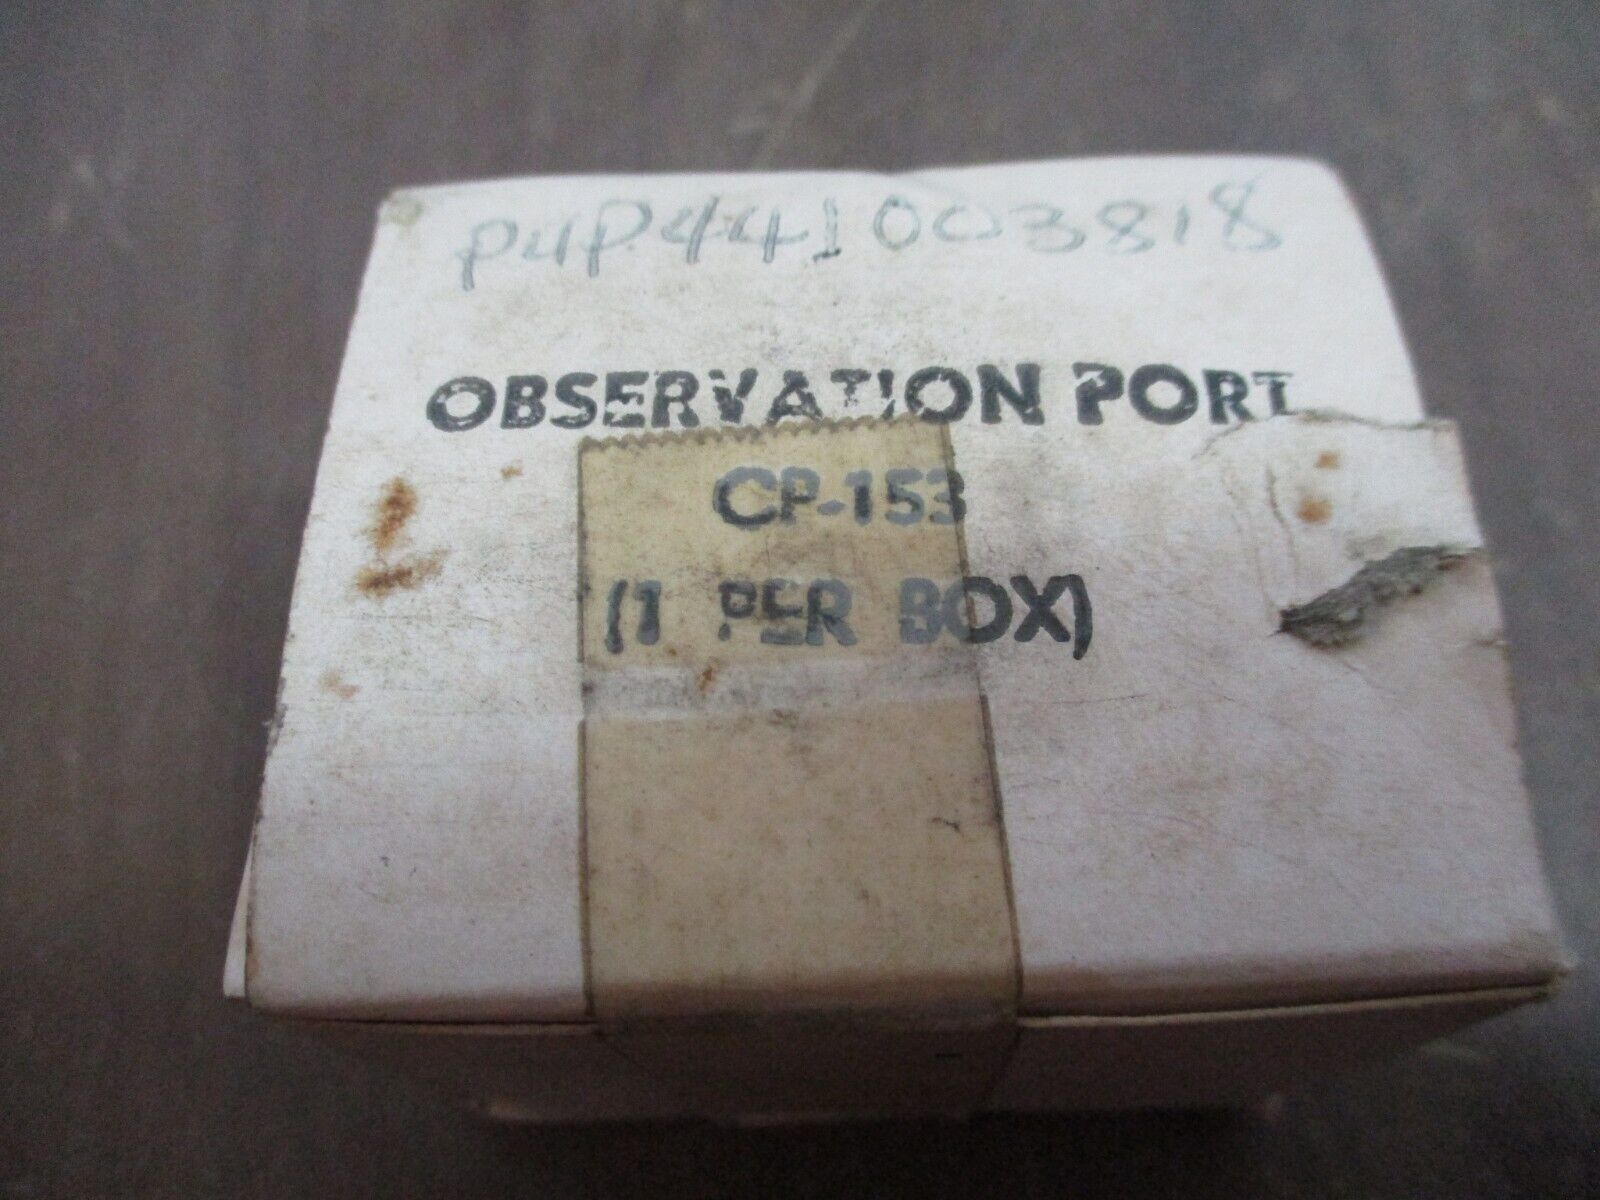 P4P441003818
OBSERVATION PORT
CP-153
(1 PER BOX)